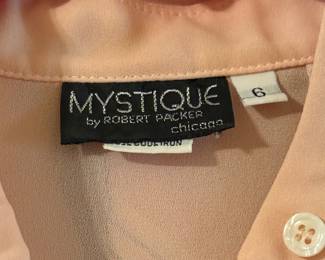 MYSTIQUE
by ROBERT PACKER
chicago
6